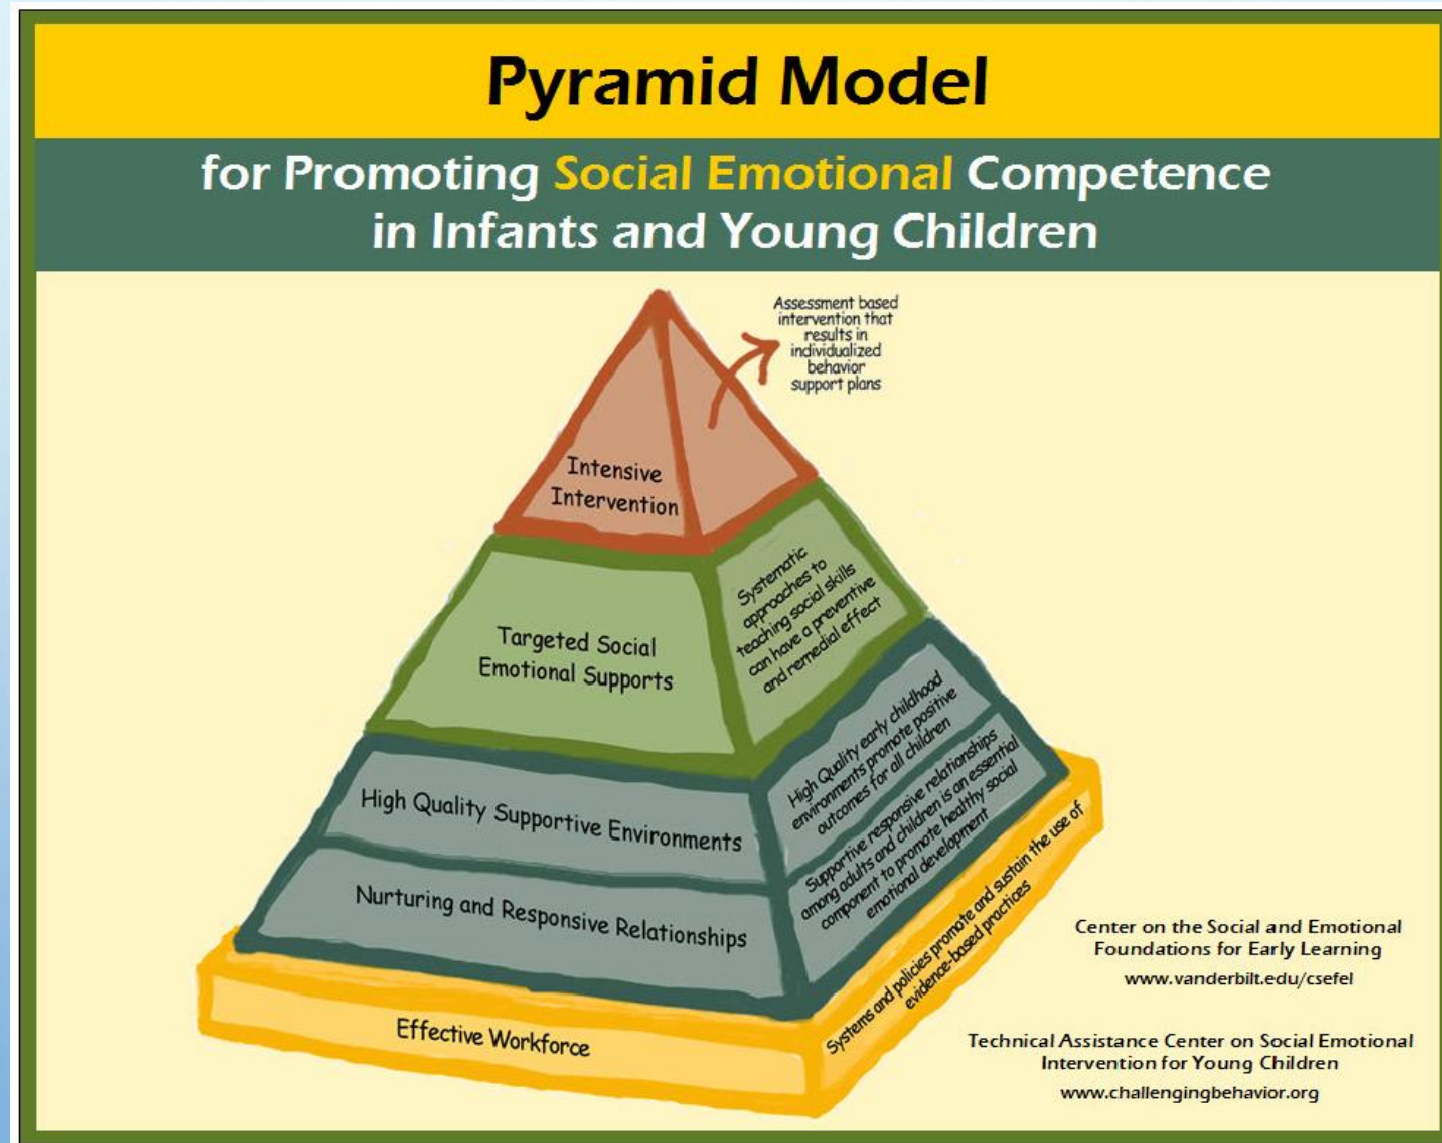 Pyramid Model
for Promoting Social Emotional Competence
in Infants and Young Children
Assessment based
intervention that
results in
individualized
behavior
support plans
Intensive
Intervention
Systematic
approaches to
teaching social skills
can have a preventive
and remedial effect
Targeted Social
Emotional Supports
High Quality early childhood
environments promote positive
outcomes for all children
High Quality Supportive Environments
Supportive responsive relationships
among adults and children is an essential
component to promote healthy social
emotional development
Nurturing and Responsive Relationships
Systems and policies promote and sustain the use of
evidence-based practices
Effective Workforce
Center on the Social and Emotional
Foundations for Early Learning
www.vanderbilt.edu/csefel
Technical Assistance Center on Social Emotional
Intervention for Young Children
www.challengingbehavior.org